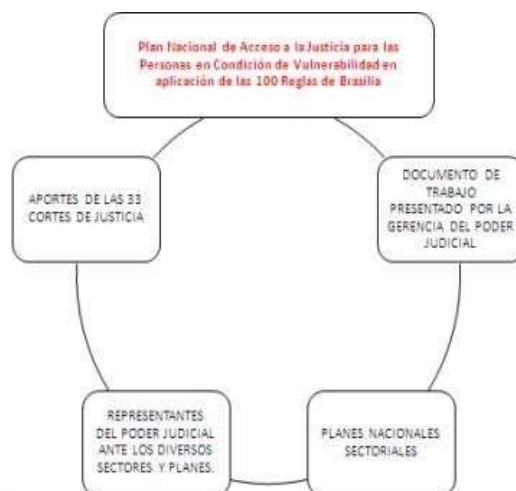 Plan Nacional de Acceso a la Justicia para las
Personas en Condición de Vulnerabilidad en
aplicación de las 100 Reglas de Brasilia
APORTES DE LAS 33
CORTES DE JUSTICIA
DOCUMENTO DE
TRABAJO
PRESENTADO POR LA
GERENCIA DEL PODER
JUDICIAL
REPRESENTANTES
DEL PODER JUDICIAL
ANTE LOS DIVERSOS
SECTORES Y PLANES.
PLANES NACIONALES
SECTORIALES